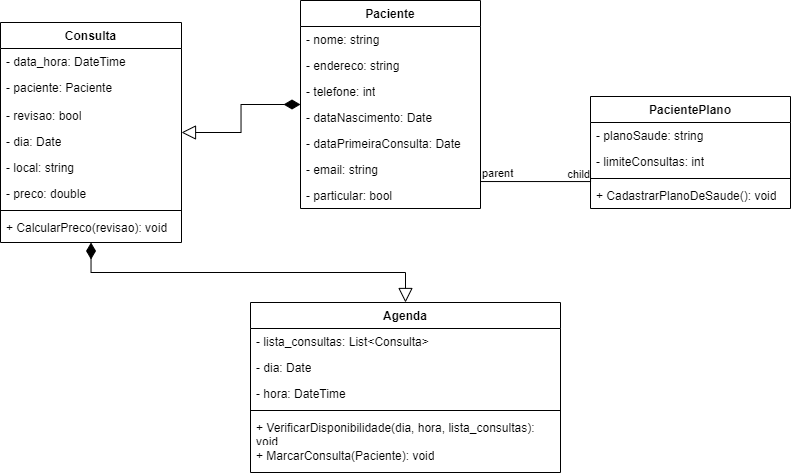 Consulta
- data_hora: DateTime
- paciente: Paciente
- revisao: bool
- dia: Date
- local: string
- preco: double
+ CalcularPreco(revisao): void
Paciente
- nome: string
- endereco: string
- telefone: int
- dataNascimento: Date
- dataPrimeiraConsulta: Date
- email: string
- particular: bool
parent
child
PacientePlano
- planoSaude: string
- limiteConsultas: int
+ CadastrarPlanoDeSaude(): void
Agenda
- lista_consultas: List<Consulta>
- dia: Date
- hora: DateTime
+ VerificarDisponibilidade(dia, hora, lista_consultas):
void
+ MarcarConsulta(Paciente): void